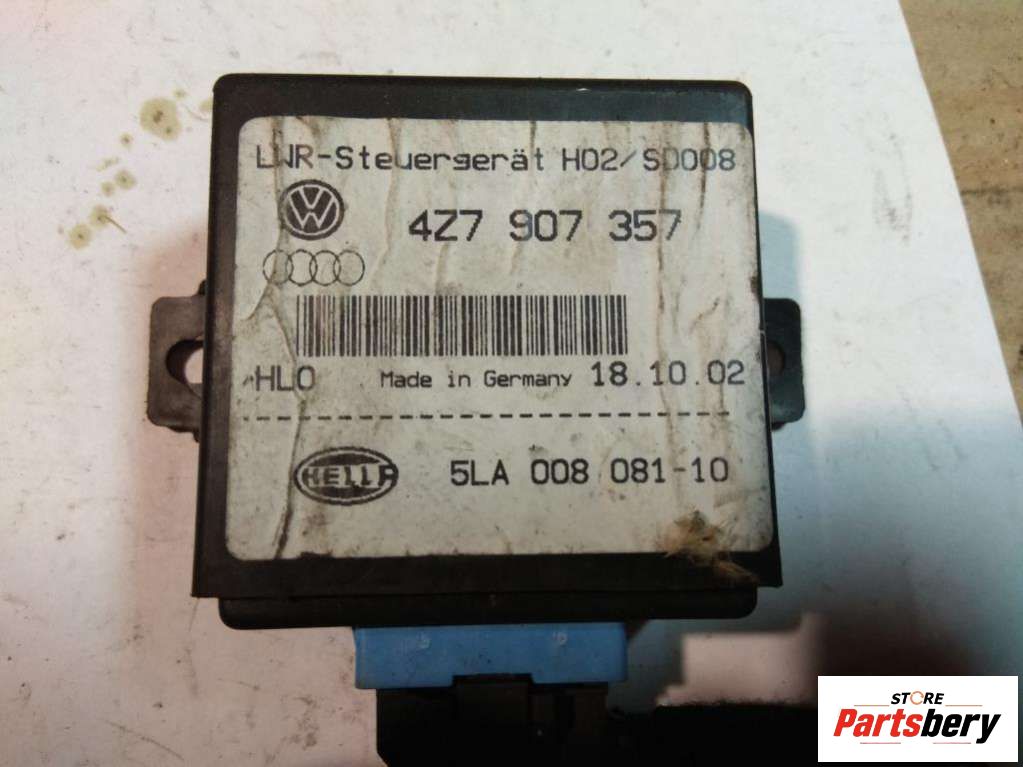 LWR-Steuergerät H02/SD008
4Z7 907 357
HLO Made in Germany 18.10.02
HELLA 5LA 008 081-10
STORE
Partsbery